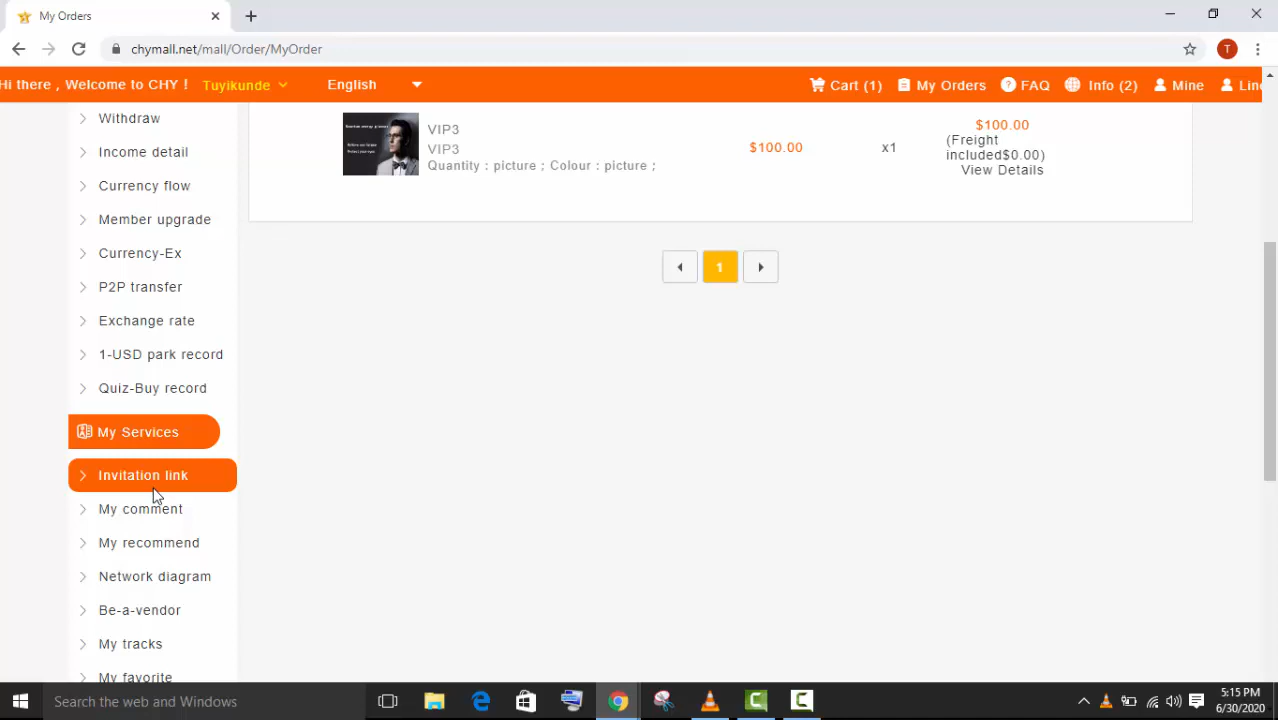 My Orders
chymall.net/mall/Order/MyOrder
T
Hi there , Welcome to CHY !
Tuyikunde
English
Cart (1)
My Orders
FAQ
Info (2)
Mine
Withdraw
Income detail
Currency flow
Member upgrade
Currency-Ex
P2P transfer
Exchange rate
1-USD park record
Quiz-Buy record
My Services
Invitation link
My comment
My recommend
Network diagram
Be-a-vendor
My tracks
My favorite
VIP3
VIP3
Quantity : picture ; Colour : picture ;
$100.00
x1
$100.00
(Freight
included$0.00)
View Details
1
Search the web and Windows
5:15 PM
6/30/2020